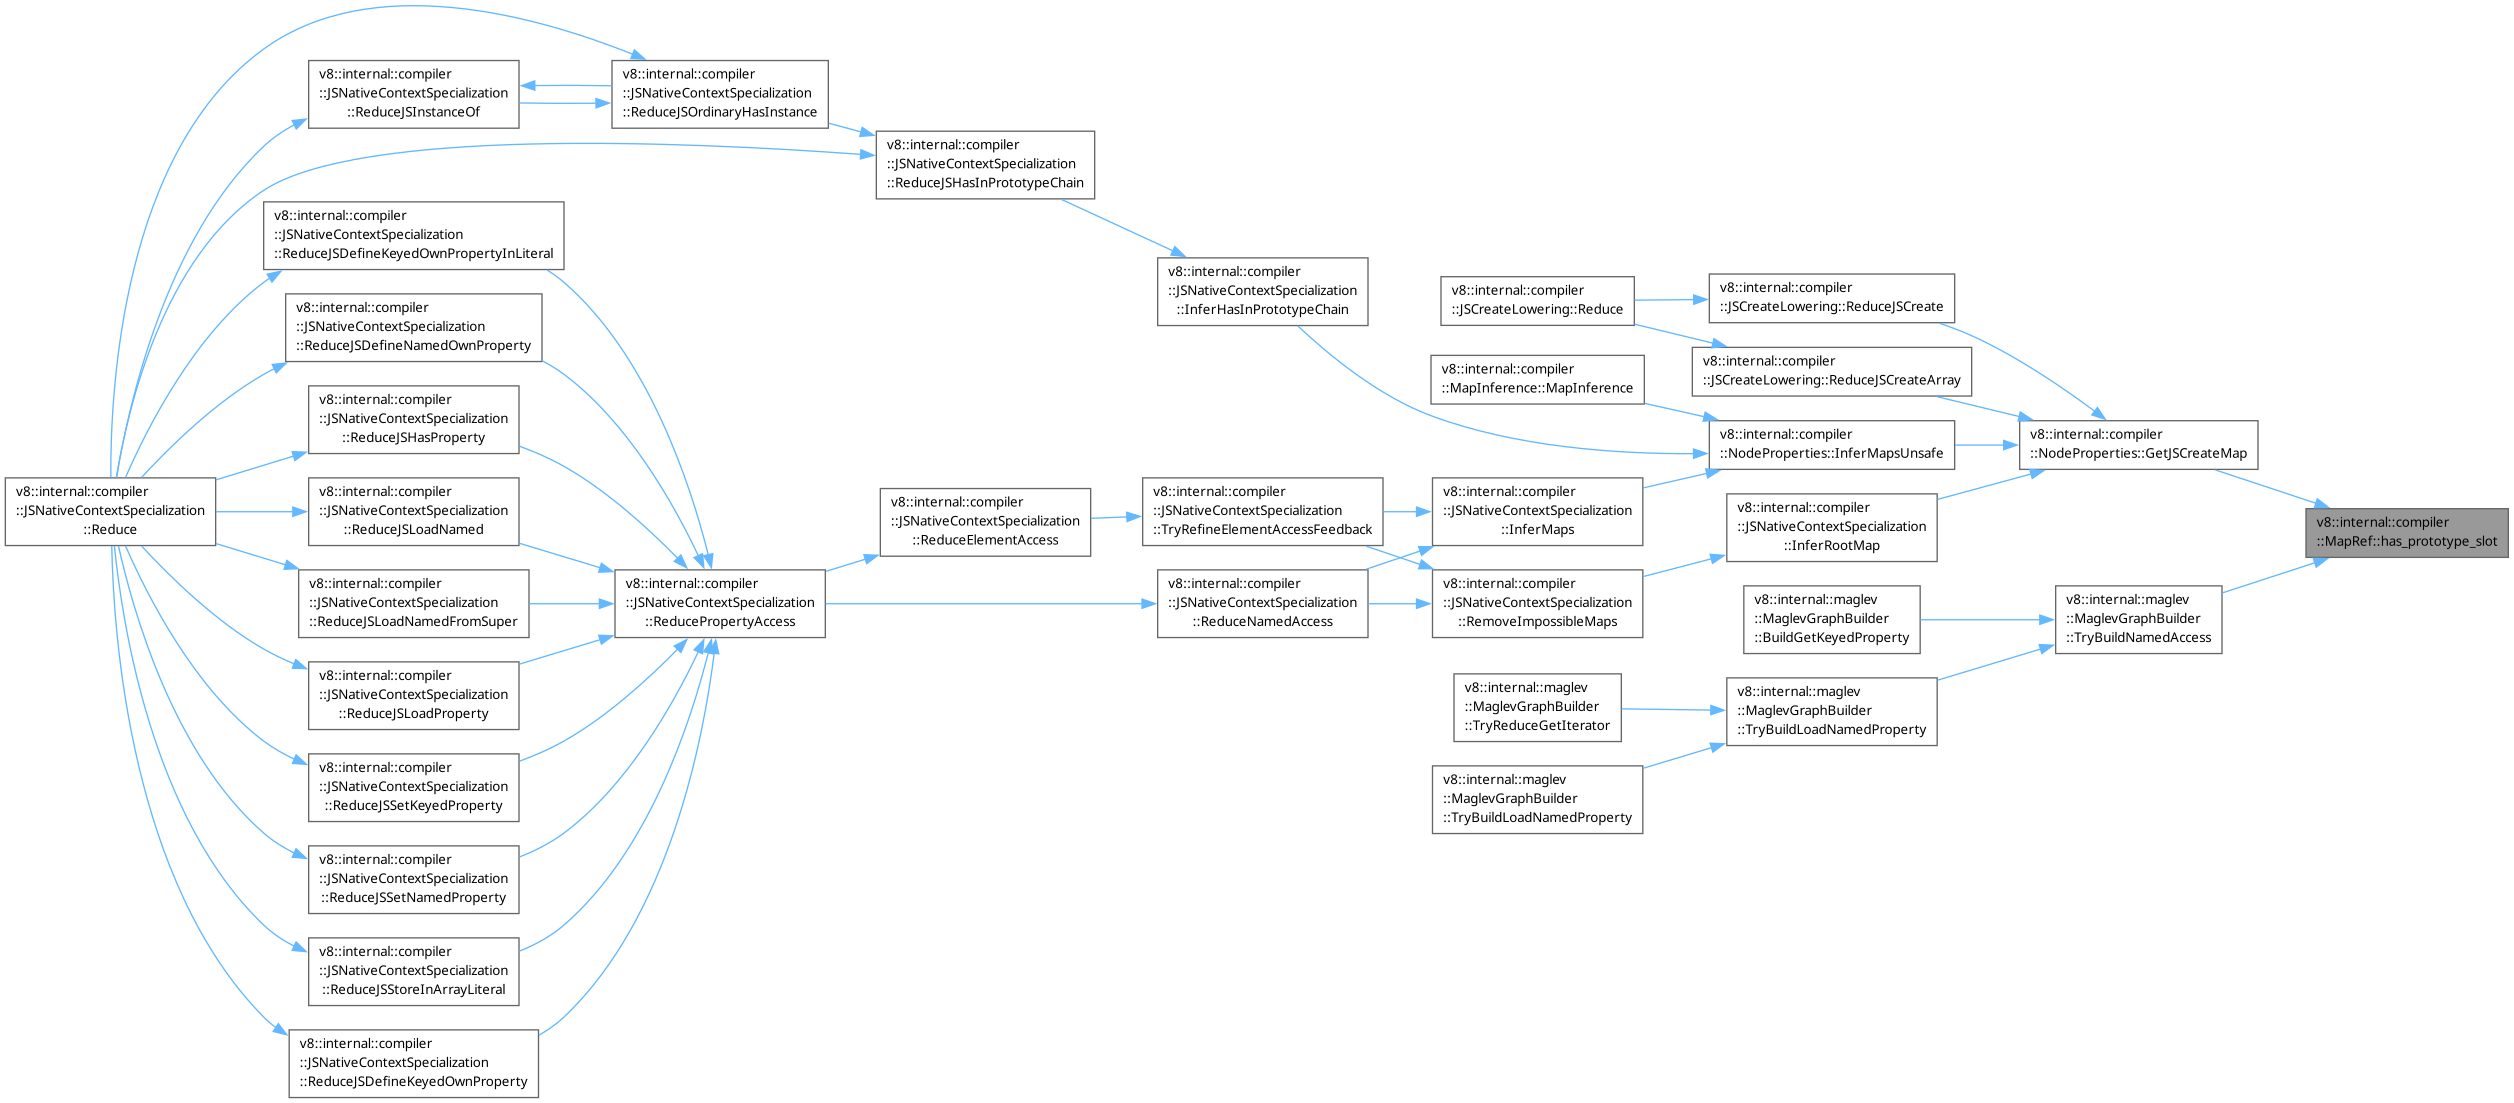 v8::internal::compiler
::JSNativeContextSpecialization
::Reduce
v8::internal::compiler
::JSNativeContextSpecialization
::ReduceJSInstanceOf
v8::internal::compiler
::JSNativeContextSpecialization
::ReduceJSDefineKeyedOwnPropertyInLiteral
v8::internal::compiler
::JSNativeContextSpecialization
::ReduceJSDefineNamedOwnProperty
v8::internal::compiler
::JSNativeContextSpecialization
::ReduceJSHasProperty
v8::internal::compiler
::JSNativeContextSpecialization
::ReduceJSLoadNamed
v8::internal::compiler
::JSNativeContextSpecialization
::ReduceJSLoadNamedFromSuper
v8::internal::compiler
::JSNativeContextSpecialization
::ReduceJSLoadProperty
v8::internal::compiler
::JSNativeContextSpecialization
::ReduceJSSetKeyedProperty
v8::internal::compiler
::JSNativeContextSpecialization
::ReduceJSSetNamedProperty
v8::internal::compiler
::JSNativeContextSpecialization
::ReduceJSStoreInArrayLiteral
v8::internal::compiler
::JSNativeContextSpecialization
::ReduceJSDefineKeyedOwnProperty
v8::internal::compiler
::JSNativeContextSpecialization
::ReduceJSOrdinaryHasInstance
v8::internal::compiler
::JSNativeContextSpecialization
::ReducePropertyAccess
v8::internal::compiler
::JSNativeContextSpecialization
::ReduceJSHasInPrototypeChain
v8::internal::compiler
::JSNativeContextSpecialization
::ReduceElementAccess
v8::internal::compiler
::JSNativeContextSpecialization
::InferHasInPrototypeChain
v8::internal::compiler
::JSNativeContextSpecialization
::TryRefineElementAccessFeedback
v8::internal::compiler
::JSNativeContextSpecialization
::ReduceNamedAccess
v8::internal::compiler
::JSCreateLowering::Reduce
v8::internal::compiler
::MapInference::MapInference
v8::internal::compiler
::JSNativeContextSpecialization
::InferMaps
v8::internal::compiler
::JSNativeContextSpecialization
::RemoveImpossibleMaps
v8::internal::maglev
::MaglevGraphBuilder
::TryReduceGetIterator
v8::internal::maglev
::MaglevGraphBuilder
::TryBuildLoadNamedProperty
v8::internal::compiler
::JSCreateLowering::ReduceJSCreate
v8::internal::compiler
::JSCreateLowering::ReduceJSCreateArray
v8::internal::compiler
::NodeProperties::InferMapsUnsafe
v8::internal::compiler
::JSNativeContextSpecialization
::InferRootMap
v8::internal::maglev
::MaglevGraphBuilder
::BuildGetKeyedProperty
v8::internal::maglev
::MaglevGraphBuilder
::TryBuildLoadNamedProperty
v8::internal::compiler
::NodeProperties::GetJSCreateMap
v8::internal::maglev
::MaglevGraphBuilder
::TryBuildNamedAccess
v8::internal::compiler
::MapRef::has_prototype_slot